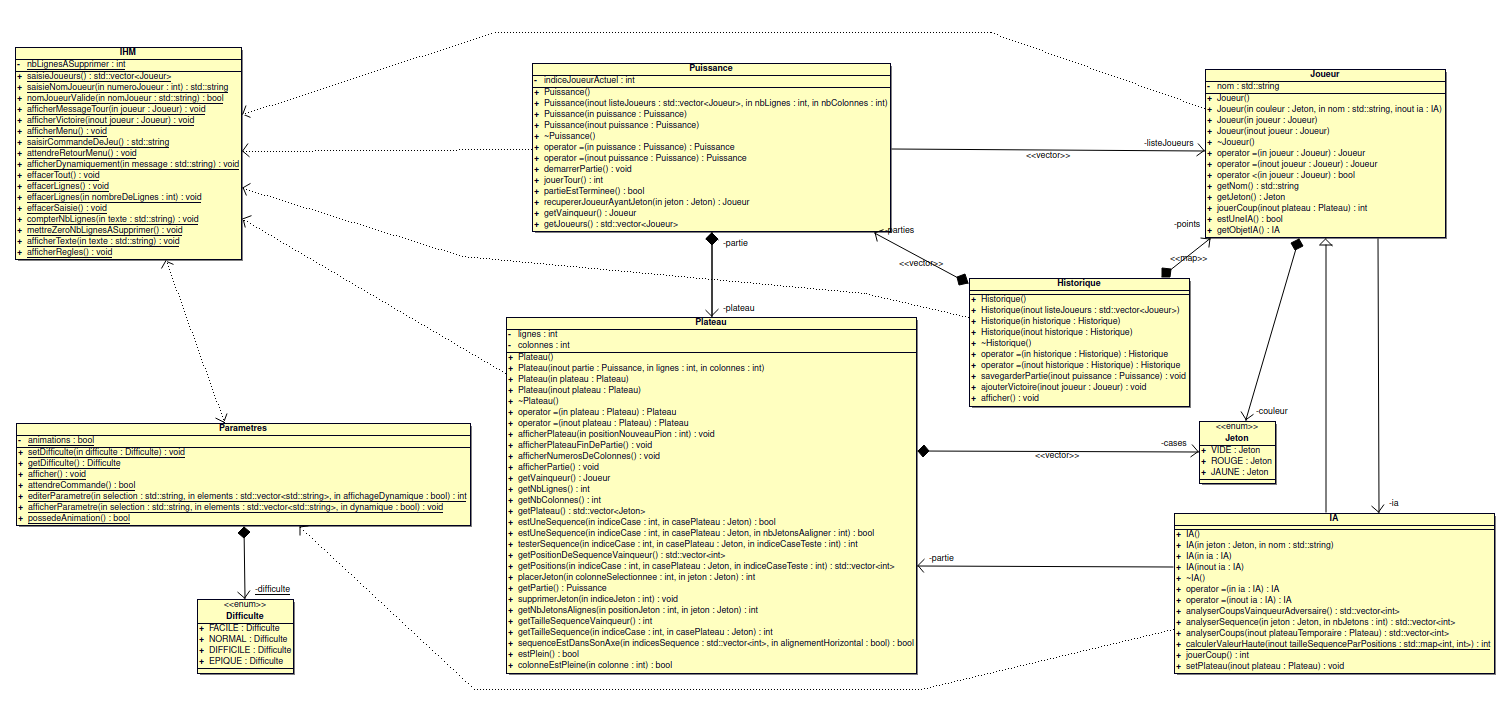 IHM
- nbLignesASupprimer : int
+ saisieJoueurs() : std::vector<Joueur>
+ saisieNomJoueur(in numeroJoueur : int) : std::string
+ nomJoueurValide(in nomJoueur : std::string) : bool
+ afficherMessageTour(in joueur : Joueur) : void
+ afficherVictoire(inout joueur : Joueur) : void
+ afficherMenu() : void
+ saisirCommandeDeJeu() : std::string
+ attendreRetourMenu() : void
+ afficherDynamiquement(in message : std::string) : void
+ effacerTout() : void
+ effacerLignes() : void
+ effacerLignes(in nombreDeLignes : int) : void
+ effacerSaisie() : void
+ compterNbLignes(in texte : std::string) : void
+ mettreZeroNbLignesASupprimer() : void
+ afficherTexte(in texte : std::string) : void
+ afficherRegles() : void
Puissance
- indiceJoueurActuel : int
+ Puissance()
+ Puissance(inout listeJoueurs : std::vector<Joueur>, in nbLignes : int, in nbColonnes : int)
+ Puissance(in puissance : Puissance)
+ Puissance(inout puissance : Puissance)
+ ~Puissance()
+ operator =(in puissance : Puissance) : Puissance
+ operator =(inout puissance : Puissance) : Puissance
+ demarrerPartie() : void
+ jouerTour() : int
+ partieEstTerminee() : bool
+ recupererJoueurAyantJeton(in jeton : Jeton) : Joueur
+ getVainqueur() : Joueur
+ getJoueurs() : std::vector<Joueur>
-listeJoueurs
<<vector>>
Joueur
- nom : std::string
+ Joueur()
+ Joueur(in couleur : Jeton, in nom : std::string, inout ia : IA)
+ Joueur(in joueur : Joueur)
+ Joueur(inout joueur : Joueur)
+ ~Joueur()
+ operator =(in joueur : Joueur) : Joueur
+ operator =(inout joueur : Joueur) : Joueur
+ operator <(in joueur : Joueur) : bool
+ getNom() : std::string
+ getJeton() : Jeton
+ jouerCoup(inout plateau : Plateau) : int
+ estUneIA() : bool
+ getObjetIA() : IA
-points
-parties
-partie
<<map>>
<<vector>>
Historique
+ Historique()
+ Historique(inout listeJoueurs : std::vector<Joueur>)
+ Historique(in historique : Historique)
+ Historique(inout historique : Historique)
+ ~Historique()
+ operator =(in historique : Historique) : Historique
+ operator =(inout historique : Historique) : Historique
+ savegarderPartie(inout puissance : Puissance) : void
+ ajouterVictoire(inout joueur : Joueur) : void
+ afficher() : void
-plateau
Plateau
- lignes : int
- colonnes : int
+ Plateau()
+ Plateau(inout partie : Puissance, in lignes : int, in colonnes : int)
+ Plateau(in plateau : Plateau)
+ Plateau(inout plateau : Plateau)
+ ~Plateau()
+ operator =(in plateau : Plateau) : Plateau
+ operator =(inout plateau : Plateau) : Plateau
+ afficherPlateau(in positionNouveauPion : int) : void
+ afficherPlateauFinDePartie() : void
+ afficherNumerosDeColonnes() : void
+ afficherPartie() : void
+ getVainqueur() : Joueur
+ getNbLignes() : int
+ getNbColonnes() : int
+ getPlateau() : std::vector<Jeton>
+ estUneSequence(in indiceCase : int, in casePlateau : Jeton) : bool
+ estUneSequence(in indiceCase : int, in casePlateau : Jeton, in nbJetonsAaligner : int) : bool
+ testerSequence(in indiceCase : int, in casePlateau : Jeton, in indiceCaseTeste : int) : int
+ getPositionDeSequenceVainqueur() : std::vector<int>
+ getPositions(in indiceCase : int, in casePlateau : Jeton, in indiceCaseTeste : int) : std::vector<int>
+ placerJeton(in colonneSelectionnee : int, in jeton : Jeton) : int
+ getPartie() : Puissance
+ supprimerJeton(in indiceJeton : int) : void
+ getNbJetonsAlignes(in positionJeton : int, in jeton : Jeton) : int
+ getTailleSequenceVainqueur() : int
+ getTailleSequence(in indiceCase : int, in casePlateau : Jeton) : int
+ sequenceEstDansSonAxe(in indicesSequence : std::vector<int>, in alignementHorizontal : bool) : bool
+ estPlein() : bool
+ colonneEstPleine(in colonne : int) : bool
-couleur
<<enum>>
Jeton
+ VIDE : Jeton
+ ROUGE : Jeton
+ JAUNE : Jeton
-cases
<<vector>>
Parametres
- animations : bool
+ setDifficulte(in difficulte : Difficulte) : void
+ getDifficulte() : Difficulte
+ afficher() : void
+ attendreCommande() : bool
+ editerParametre(in selection : std::string, in elements : std::vector<std::string>, in affichageDynamique : bool) : int
+ afficherParametre(in selection : std::string, in elements : std::vector<std::string>, in dynamique : bool) : void
+ possedeAnimation() : bool
-difficulte
<<enum>>
Difficulte
+ FACILE : Difficulte
+ NORMAL : Difficulte
+ DIFFICILE : Difficulte
+ EPIQUE : Difficulte
-ia
-partie
IA
+ IA()
+ IA(in jeton : Jeton, in nom : std::string)
+ IA(in ia : IA)
+ IA(inout ia : IA)
+ ~IA()
+ operator =(in ia : IA) : IA
+ operator =(inout ia : IA) : IA
+ analyserCoupsVainqueurAdversaire() : std::vector<int>
+ analyserSequence(in jeton : Jeton, in nbJetons : int) : std::vector<int>
+ analyserCoups(inout plateauTemporaire : Plateau) : std::vector<int>
+ calculerValeurHaute(inout tailleSequenceParPositions : std::map<int, int>) : int
+ jouerCoup() : int
+ setPlateau(inout plateau : Plateau) : void